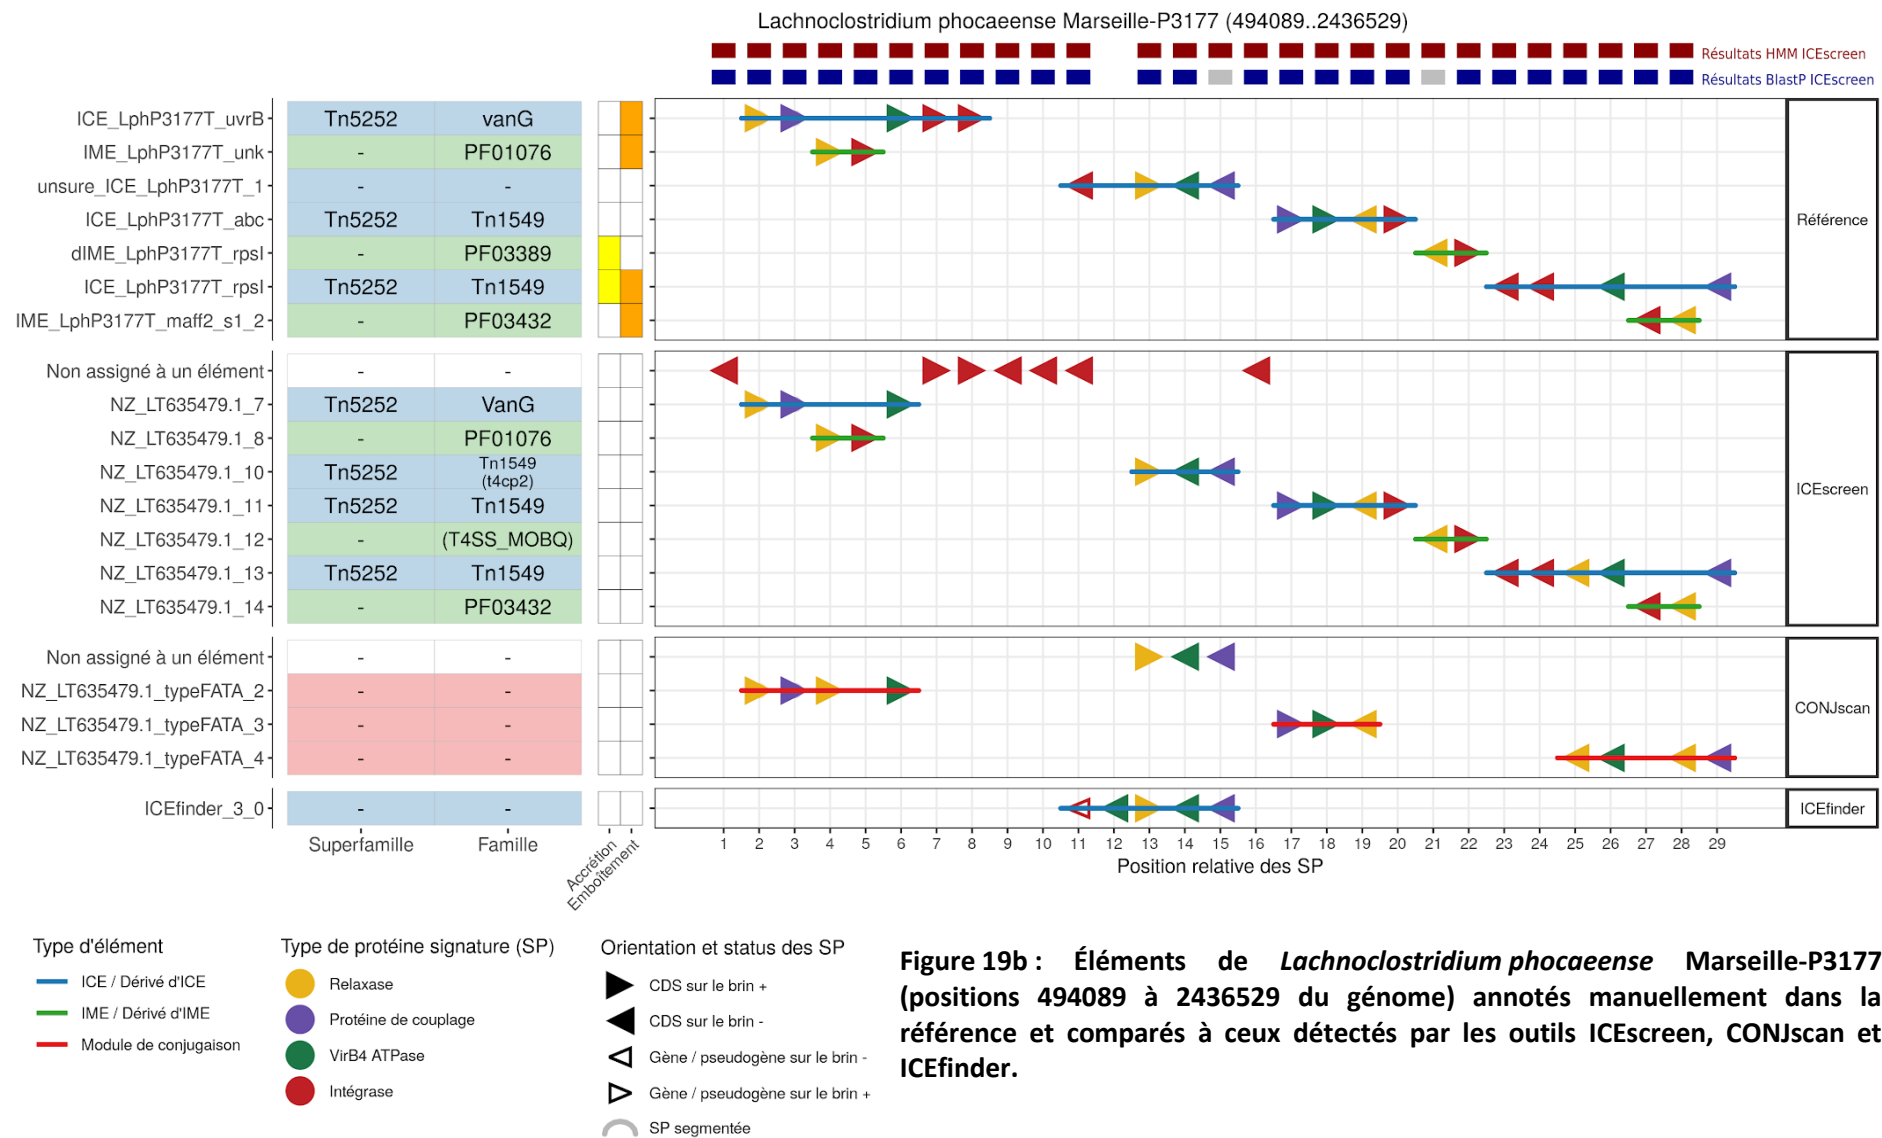 Lachnoclostridium phocaeense Marseille-P3177 (494089..2436529)
Résultats HMM ICEscreen
Résultats BlastP ICEscreen
ICE_LphP3177T_uvrB Tn5252 vanG
IME_LphP3177T_unk - PF01076
unsure_ICE_LphP3177T_1 - -
ICE_LphP3177T_abc Tn5252 Tn1549
dIME_LphP3177T_rpsI - PF03389
ICE_LphP3177T_rpsI Tn5252 Tn1549
IME_LphP3177T_maff2_s1_2 - PF03432
Référence
Non assigné à un élément - -
NZ_LT635479.1_7 Tn5252 VanG
NZ_LT635479.1_8 - PF01076
NZ_LT635479.1_10 Tn5252 Tn1549
(t4cp2)
NZ_LT635479.1_11 Tn5252 Tn1549
NZ_LT635479.1_12 - (T4SS_MOBQ)
NZ_LT635479.1_13 Tn5252 Tn1549
NZ_LT635479.1_14 - PF03432
ICEscreen
Non assigné à un élément - -
NZ_LT635479.1_typeFATA_2 - -
NZ_LT635479.1_typeFATA_3 - -
NZ_LT635479.1_typeFATA_4 - -
CONJscan
ICEfinder_3_0 - -
ICEfinder
Superfamille Famille
Accrétion
Emboîtement
1 2 3 4 5 6 7 8 9 10 11 12 13 14 15 16 17 18 19 20 21 22 23 24 25 26 27 28 29
Position relative des SP
Type d'élément
ICE / Dérivé d'ICE
IME / Dérivé d'IME
Module de conjugaison
Type de protéine signature (SP)
Relaxase
Protéine de couplage
VirB4 ATPase
Intégrase
Orientation et status des SP
CDS sur le brin +
CDS sur le brin -
Gène / pseudogène sur le brin -
Gène / pseudogène sur le brin +
SP segmentée
Figure 19b : Éléments de Lachnoclostridium phocaeense Marseille-P3177
(positions 494089 à 2436529 du génome) annotés manuellement dans la
référence et comparés à ceux détectés par les outils ICEscreen, CONJscan et
ICEfinder.